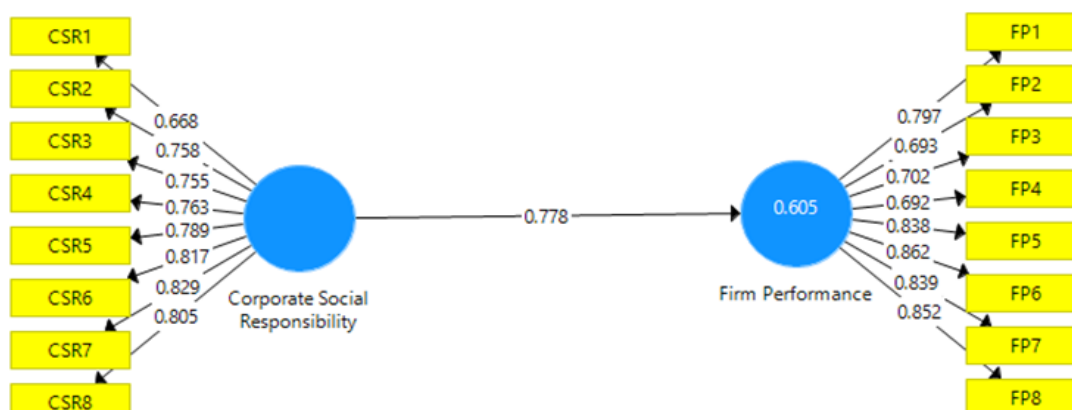 CSR1
CSR2
CSR3
CSR4
CSR5
CSR6
CSR7
CSR8
0.668
0.758
0.755
0.763
0.789
0.817
0.829
0.805
Corporate Social
Responsibility
0.778
0.605
Firm Performance
0.797
0.693
0.702
0.692
0.838
0.862
0.839
0.852
FP1
FP2
FP3
FP4
FP5
FP6
FP7
FP8